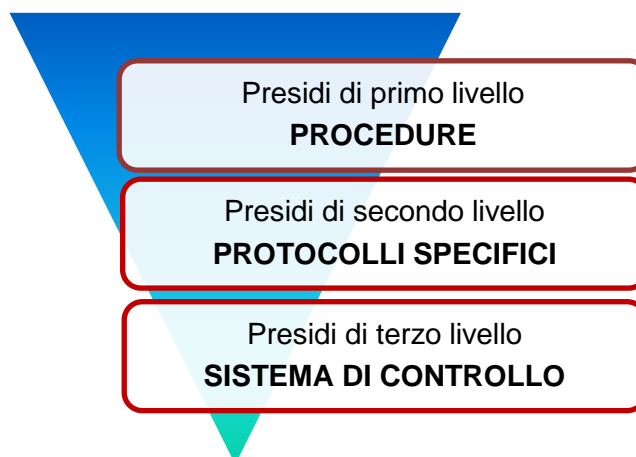 Presidi di primo livello
PROCEDURE
Presidi di secondo livello
PROTOCOLLI SPECIFICI
Presidi di terzo livello
SISTEMA DI CONTROLLO